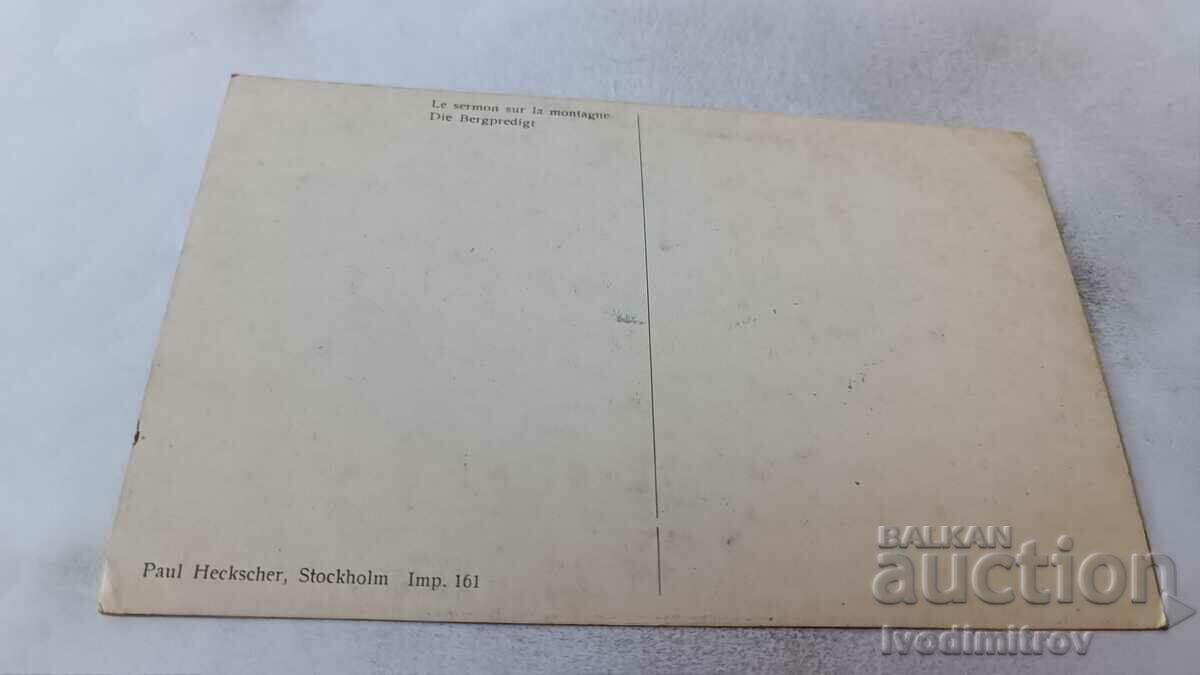 Le sermon sur la montagne.
Die Bergpredigt
Paul Heckscher, Stockholm Imp. 161
BALKAN
auction
Ivodimitrov